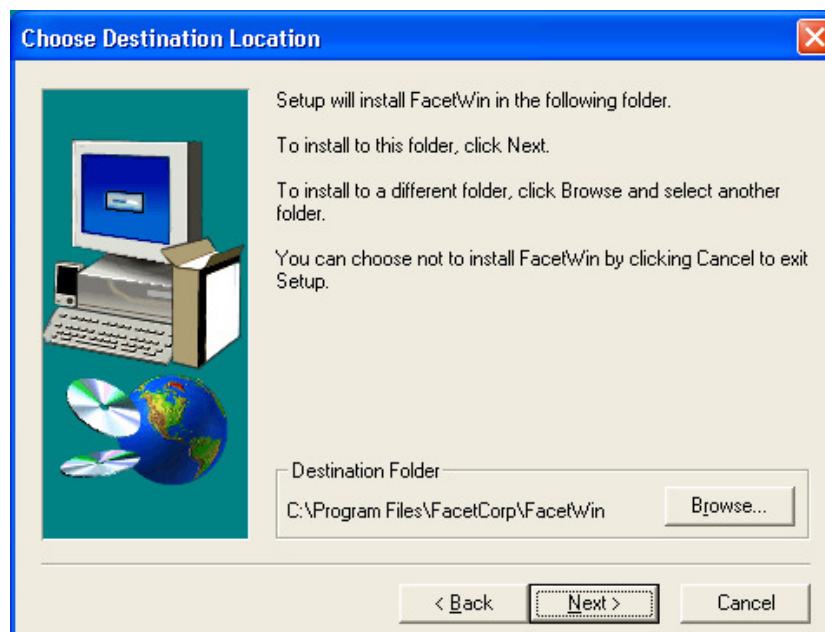 Choose Destination Location
Setup will install FacetWin in the following folder.
To install to this folder, click Next.
To install to a different folder, click Browse and select another
folder.
You can choose not to install FacetWin by clicking Cancel to exit
Setup.
Destination Folder
C:\Program Files\FacetCorp\FacetWin
Browse...
< Back
Next >
Cancel